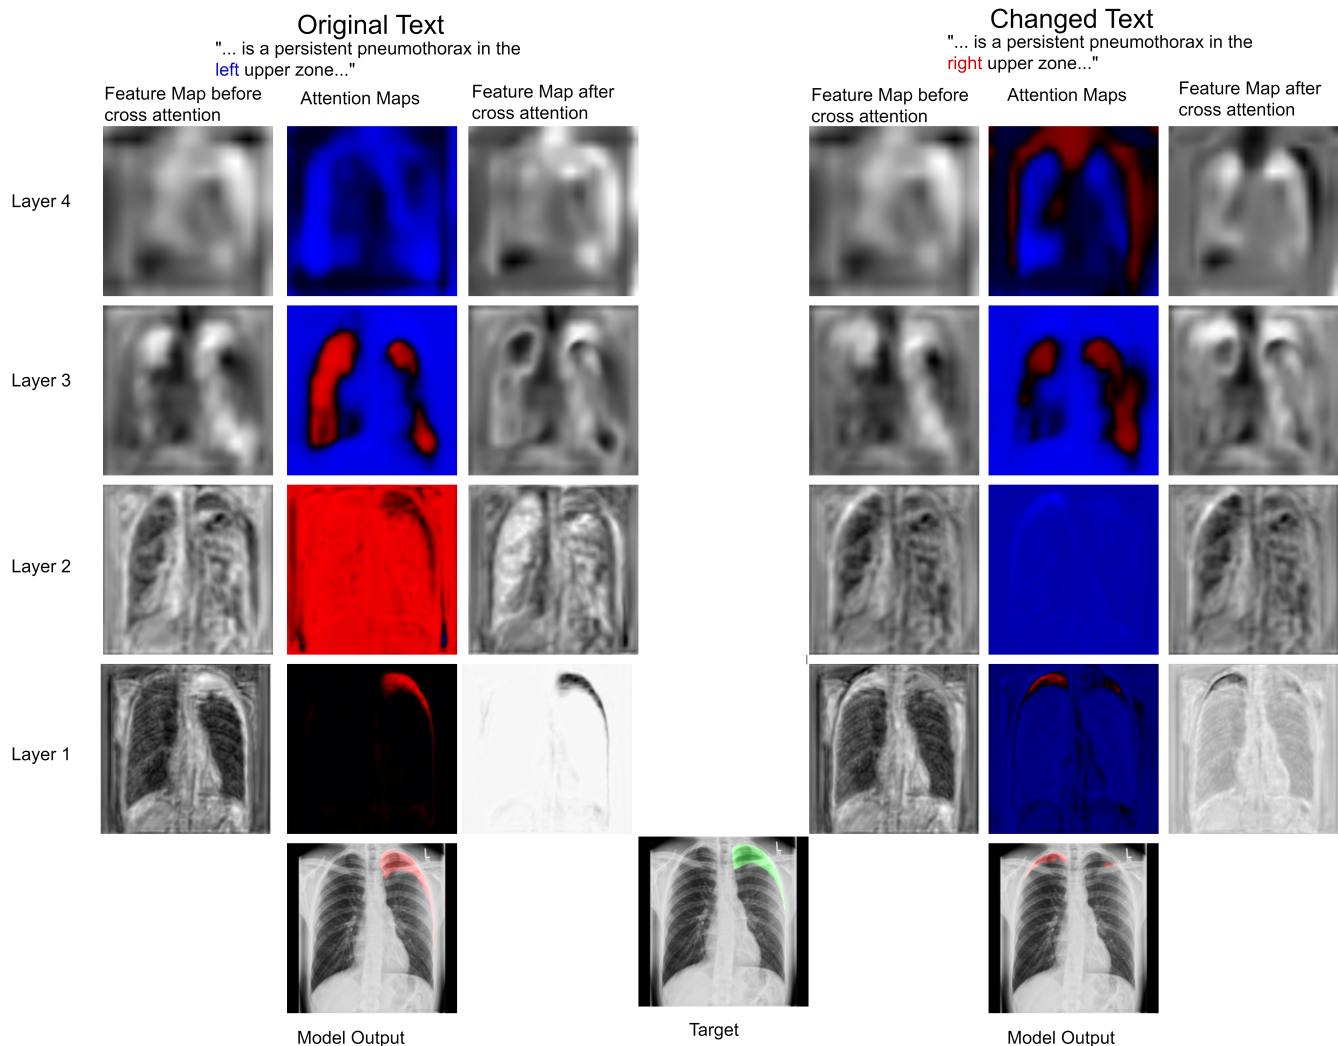 Original Text
"... is a persistent pneumothorax in the
left upper zone..."
Changed Text
"... is a persistent pneumothorax in the
right upper zone..."
Feature Map before
cross attention
Attention Maps
Feature Map after
cross attention
Feature Map before
cross attention
Attention Maps
Feature Map after
cross attention
Layer 4
Layer 3
Layer 2
Layer 1
L
L
L
Model Output
Target
Model Output